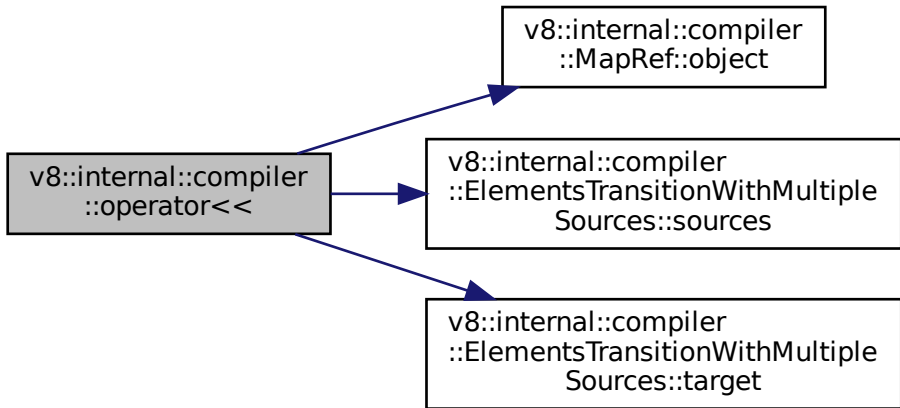 v8::internal::compiler
::MapRef::object
v8::internal::compiler
::operator<<
v8::internal::compiler
::ElementsTransitionWithMultiple
Sources::sources
v8::internal::compiler
::ElementsTransitionWithMultiple
Sources::target